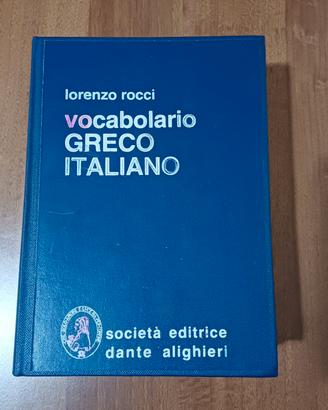 lorenzo rocci
vocabolario
GRECO
ITALIANO
società editrice
dante alighieri